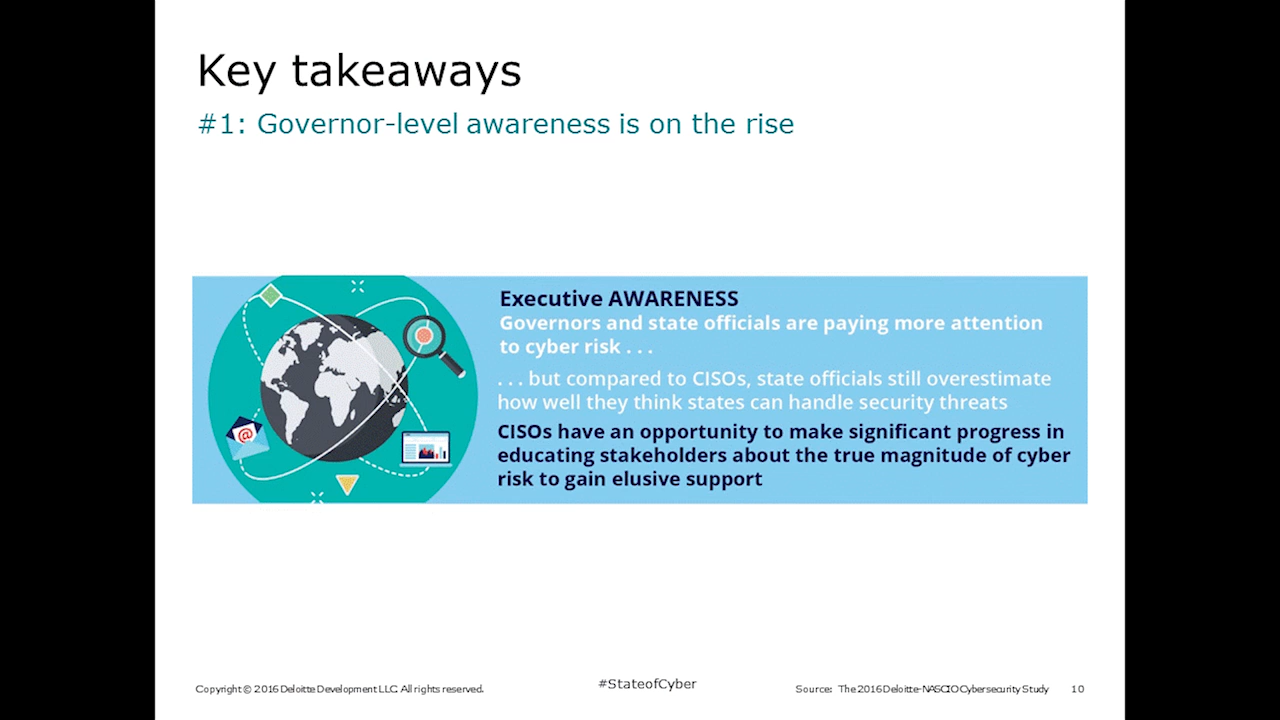 Key takeaways
#1: Governor-level awareness is on the rise
Executive AWARENESS
Governors and state officials are paying more attention
to cyber risk . . .
. . . but compared to CISOs, state officials still overestimate
how well they think states can handle security threats
CISOs have an opportunity to make significant progress in
educating stakeholders about the true magnitude of cyber
risk to gain elusive support
@
Copyright © 2016 Deloitte Development LLC. All rights reserved.
#StateofCyber
Source: The 2016 Deloitte-NASCIO Cybersecurity Study
10